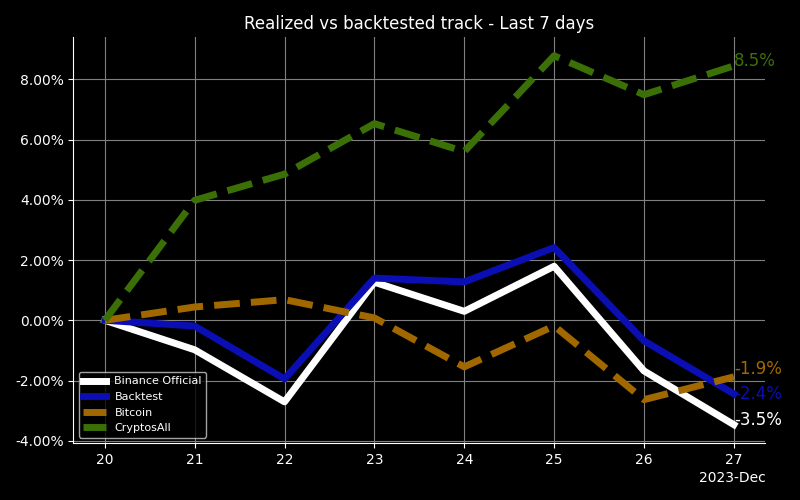 Realized vs backtested track - Last 7 days
8.00%
6.00%
4.00%
2.00%
0.00%
-2.00%
-4.00%
8.5%
-1.9%
-2.4%
-3.5%
Binance Official
Backtest
Bitcoin
CryptosAll
20 21 22 23 24 25 26 27
2023-Dec